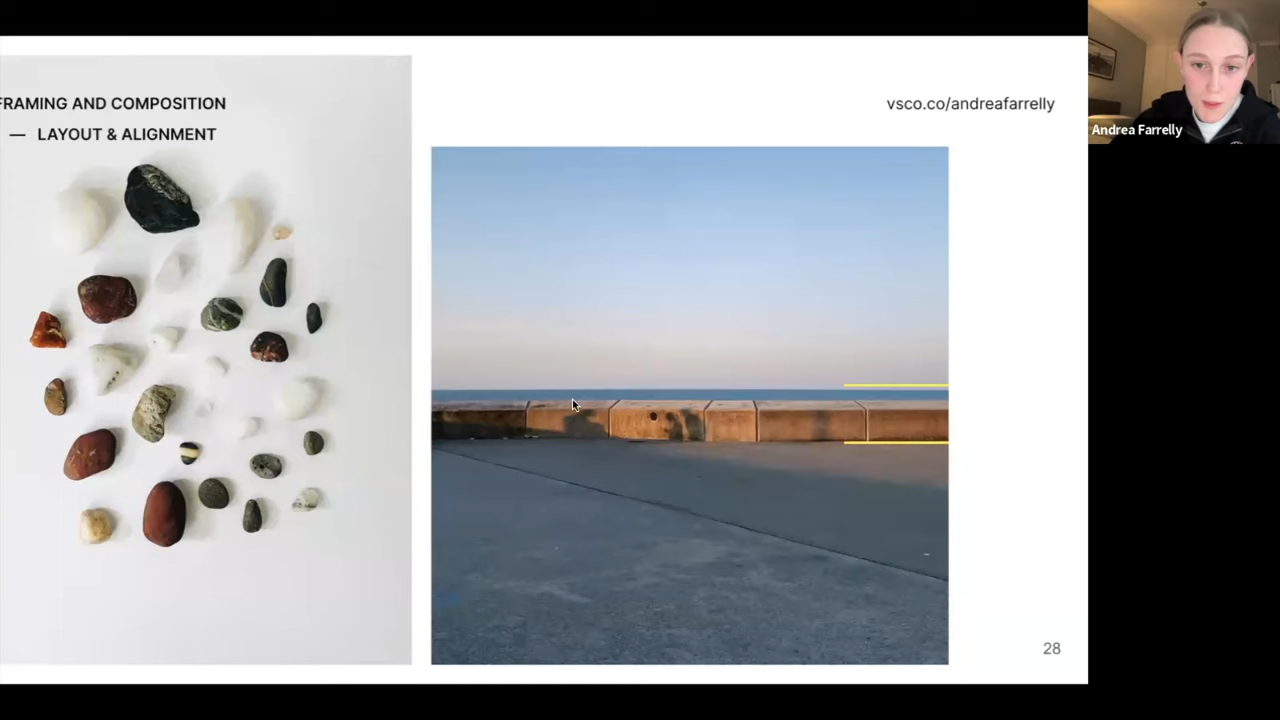 FRAMING AND COMPOSITION
— LAYOUT & ALIGNMENT
vsco.co/andreafarrelly
Andrea Farrelly
28